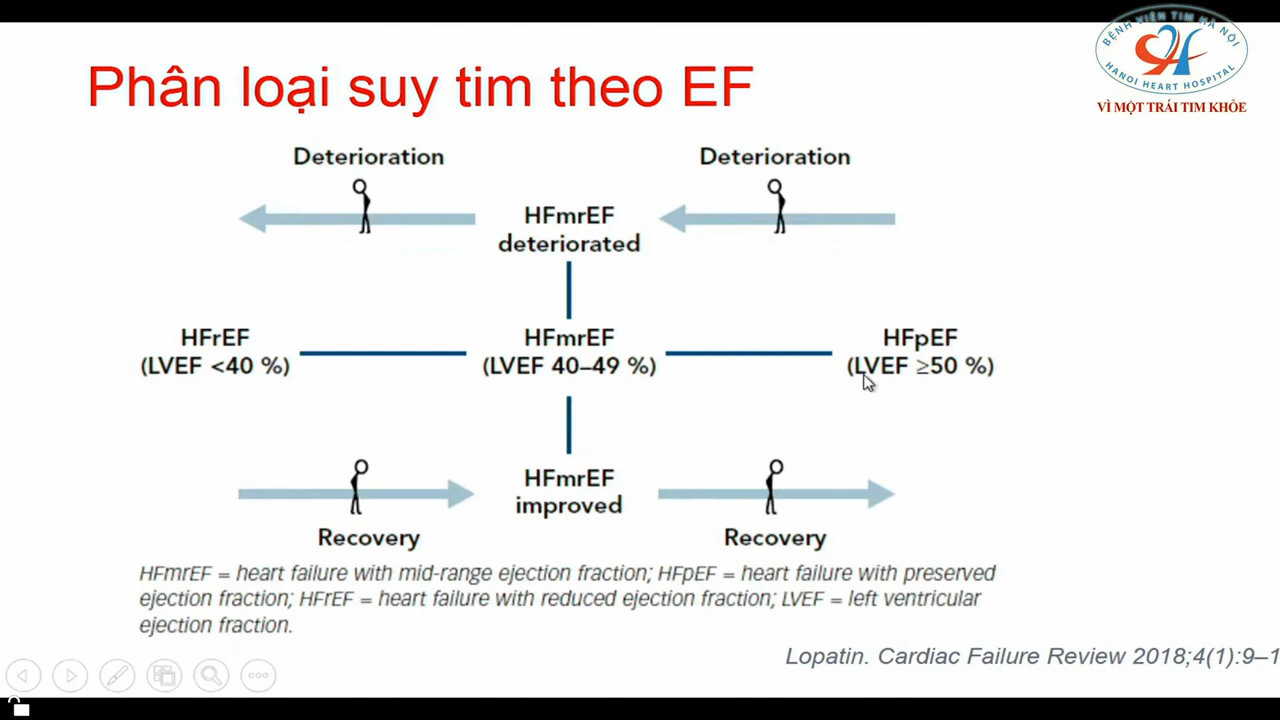 Phân loại suy tim theo EF
BỆNH VIỆN TIM HÀ NỘI
HANOI HEART HOSPITAL
VÌ MỘT TRÁI TIM KHỎE
Deterioration
Deterioration
HFmrEF
deteriorated
HFrEF
(LVEF <40 %)
HFmrEF
(LVEF 40–49 %)
HFpEF
(LVEF ≥50 %)
HFmrEF
improved
Recovery
Recovery
HFmrEF = heart failure with mid-range ejection fraction; HFpEF = heart failure with preserved
ejection fraction; HFrEF = heart failure with reduced ejection fraction; LVEF = left ventricular
ejection fraction.
Lopatin. Cardiac Failure Review 2018;4(1):9–1